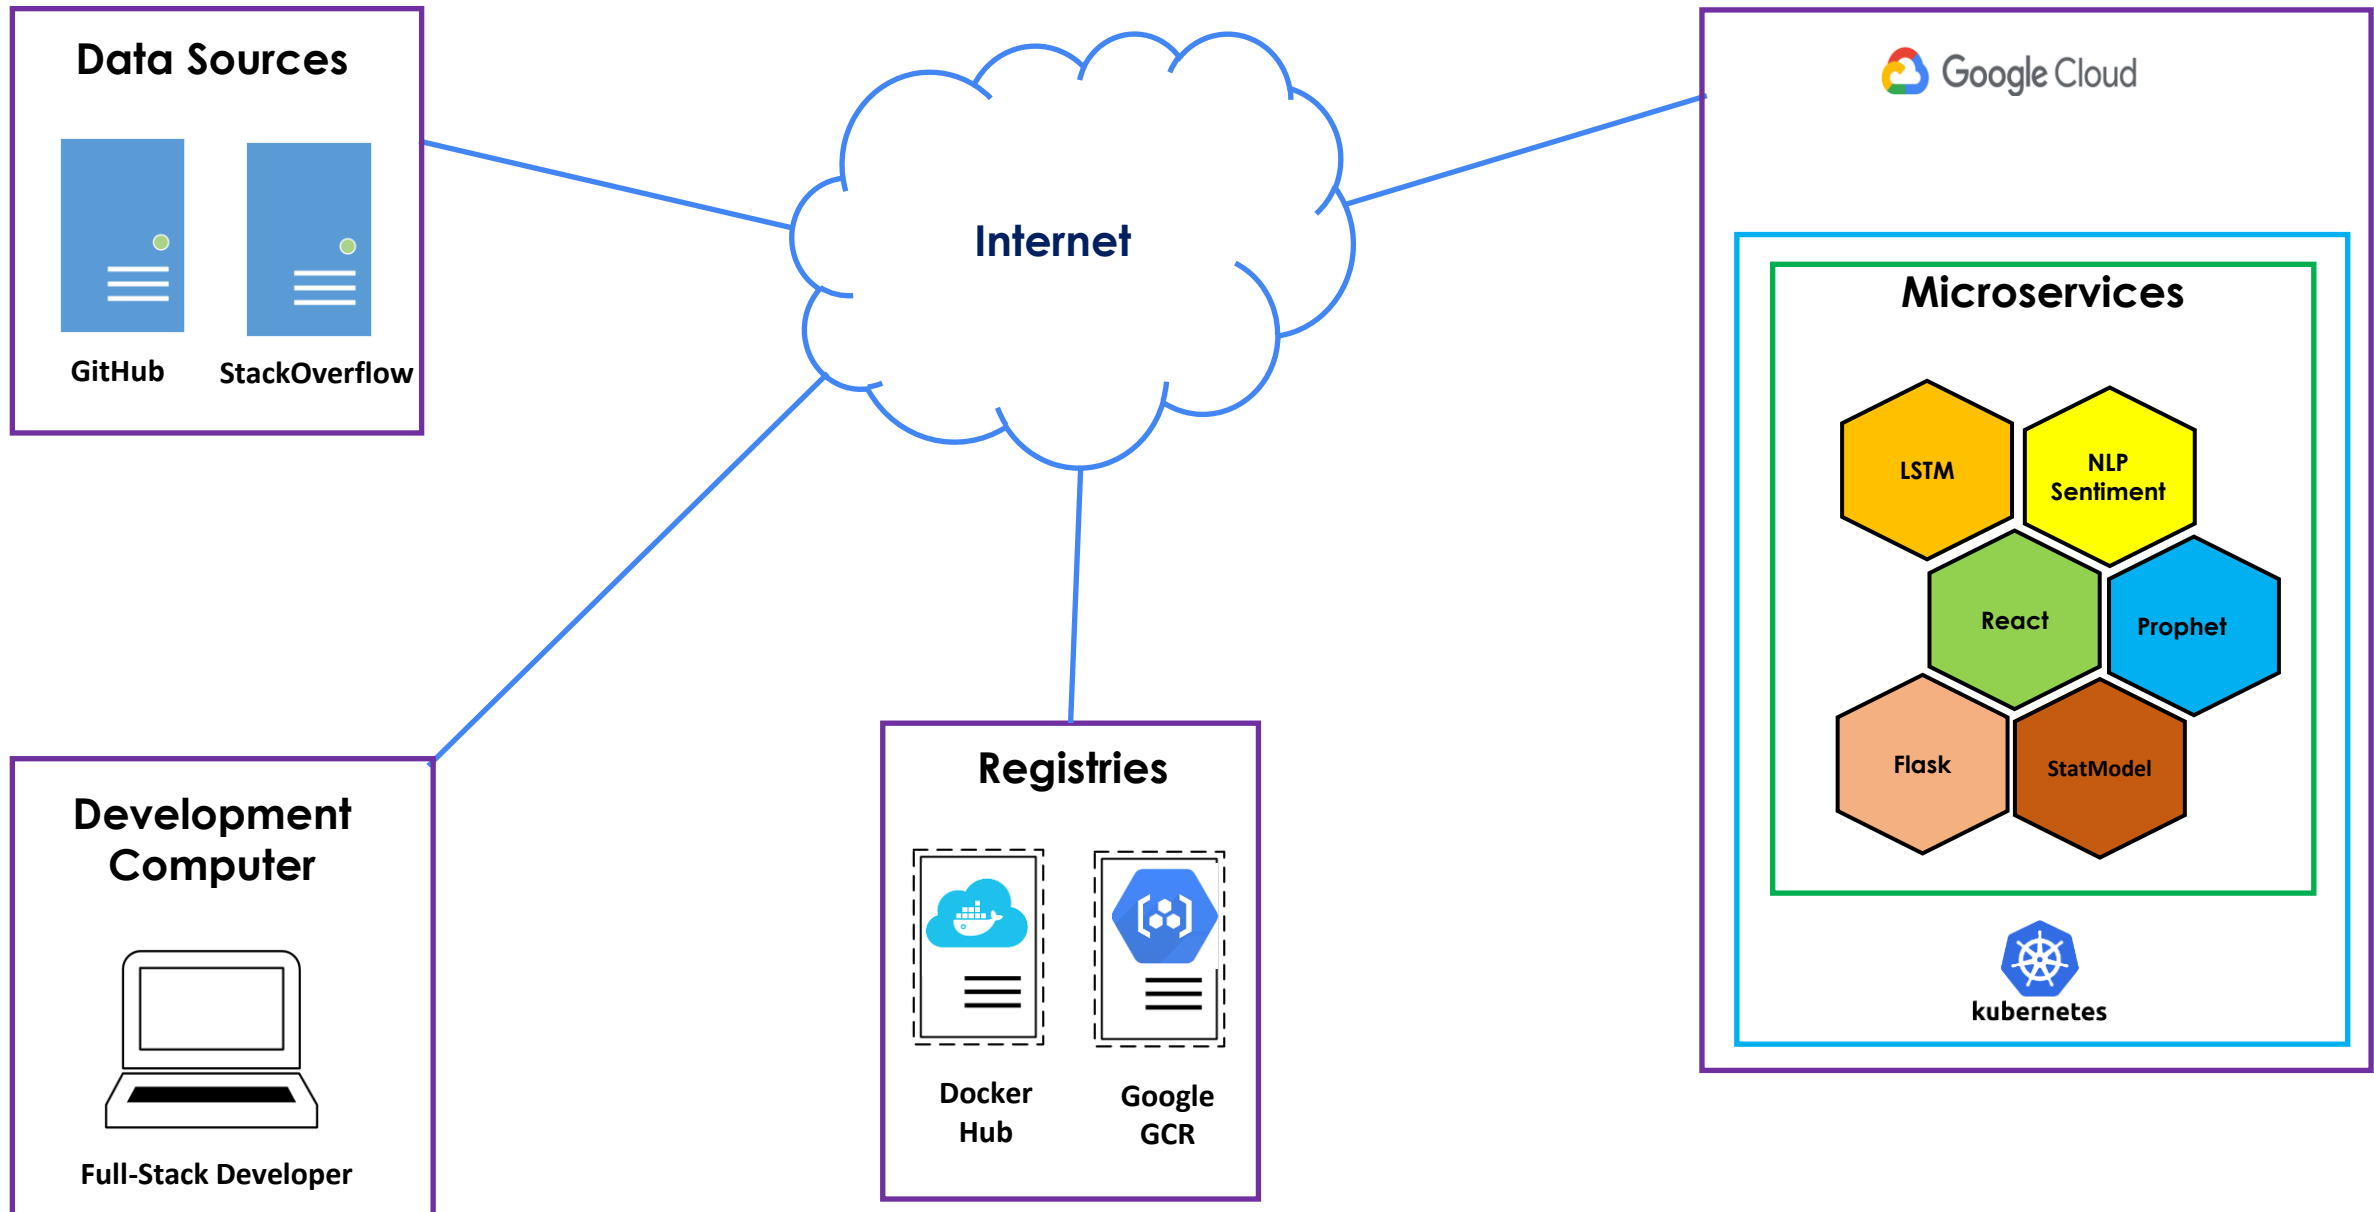 Data Sources
GitHub
StackOverflow
Internet
Google Cloud
Microservices
LSTM
NLP
Sentiment
React
Prophet
Flask
StatModel
kubernetes
Development
Computer
Full-Stack Developer
Registries
Docker
Hub
Google
GCR